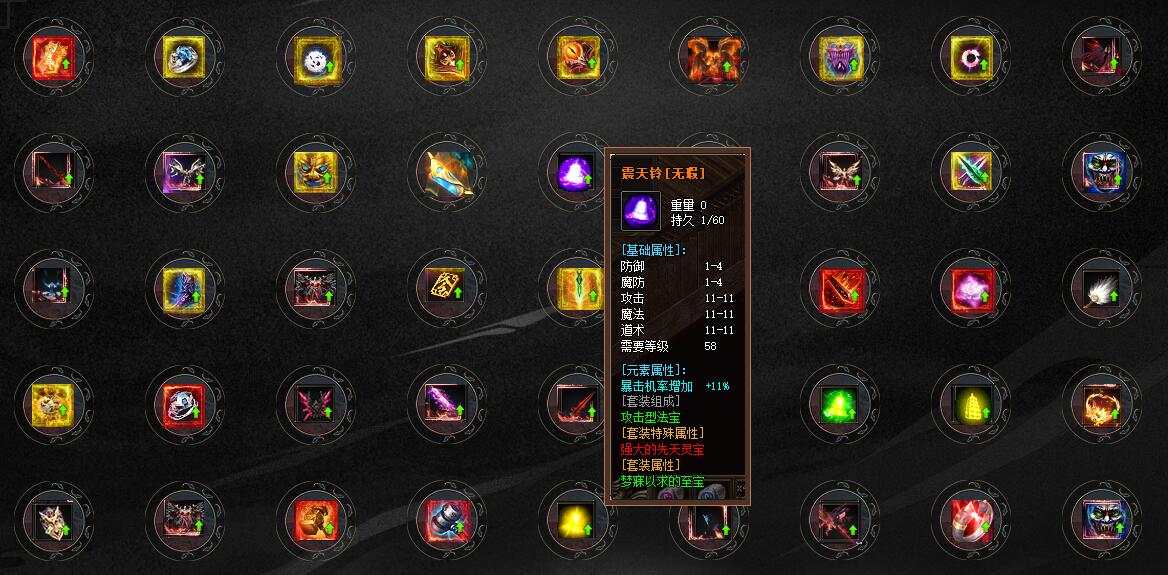 震天铃[无瑕]
重量 0
持久 1/60
[基础属性]:
防御 1-4
魔防 1-4
攻击 11-11
魔法 11-11
道术 11-11
需要等级 58
[元素属性]:
暴击机率增加 +11%
[套装组成]
攻击型法宝
[套装特殊属性]
强大的先天灵宝
[套装属性]
梦寐以求的至宝